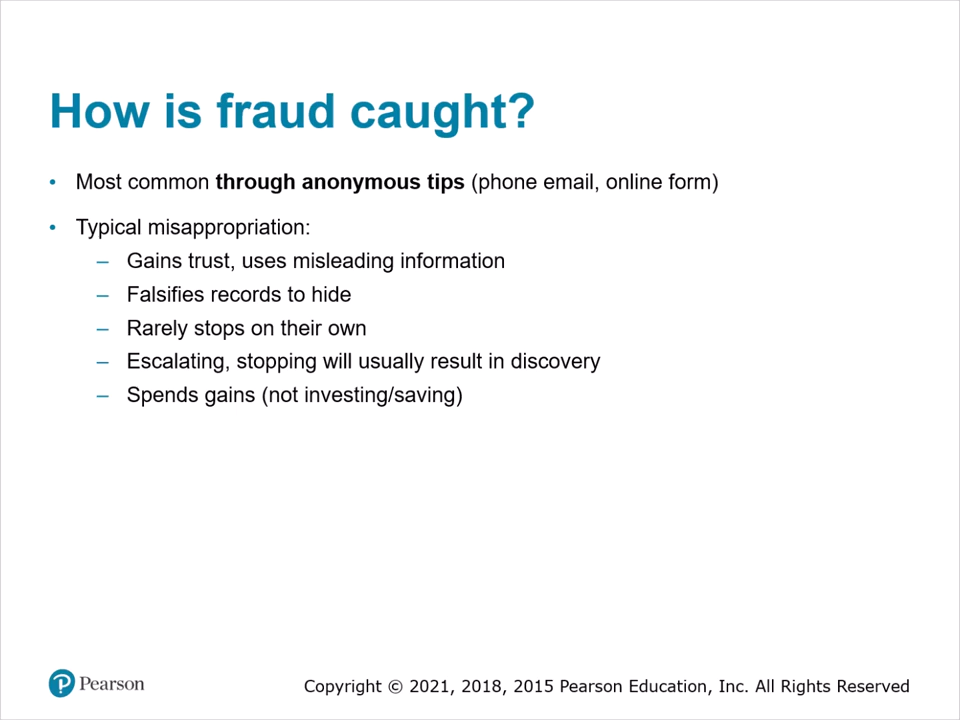 How is fraud caught?
• Most common through anonymous tips (phone email, online form)
• Typical misappropriation:
– Gains trust, uses misleading information
– Falsifies records to hide
– Rarely stops on their own
– Escalating, stopping will usually result in discovery
– Spends gains (not investing/saving)
P Pearson
Copyright © 2021, 2018, 2015 Pearson Education, Inc. All Rights Reserved